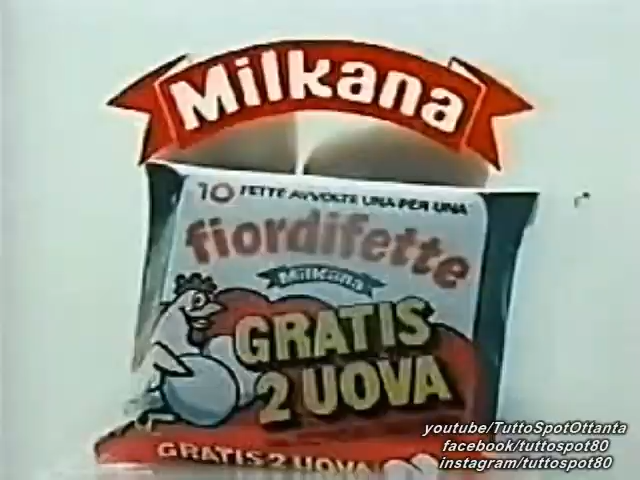 Milkana
10 FETTE AVVOLTE UNA PER UNA
fiordifette
Milkana
GRATIS
2 UOVA
GRATIS 2 UOVA
youtube/TuttoSpotOttanta
facebook/tuttospot80
instagram/tuttospot80